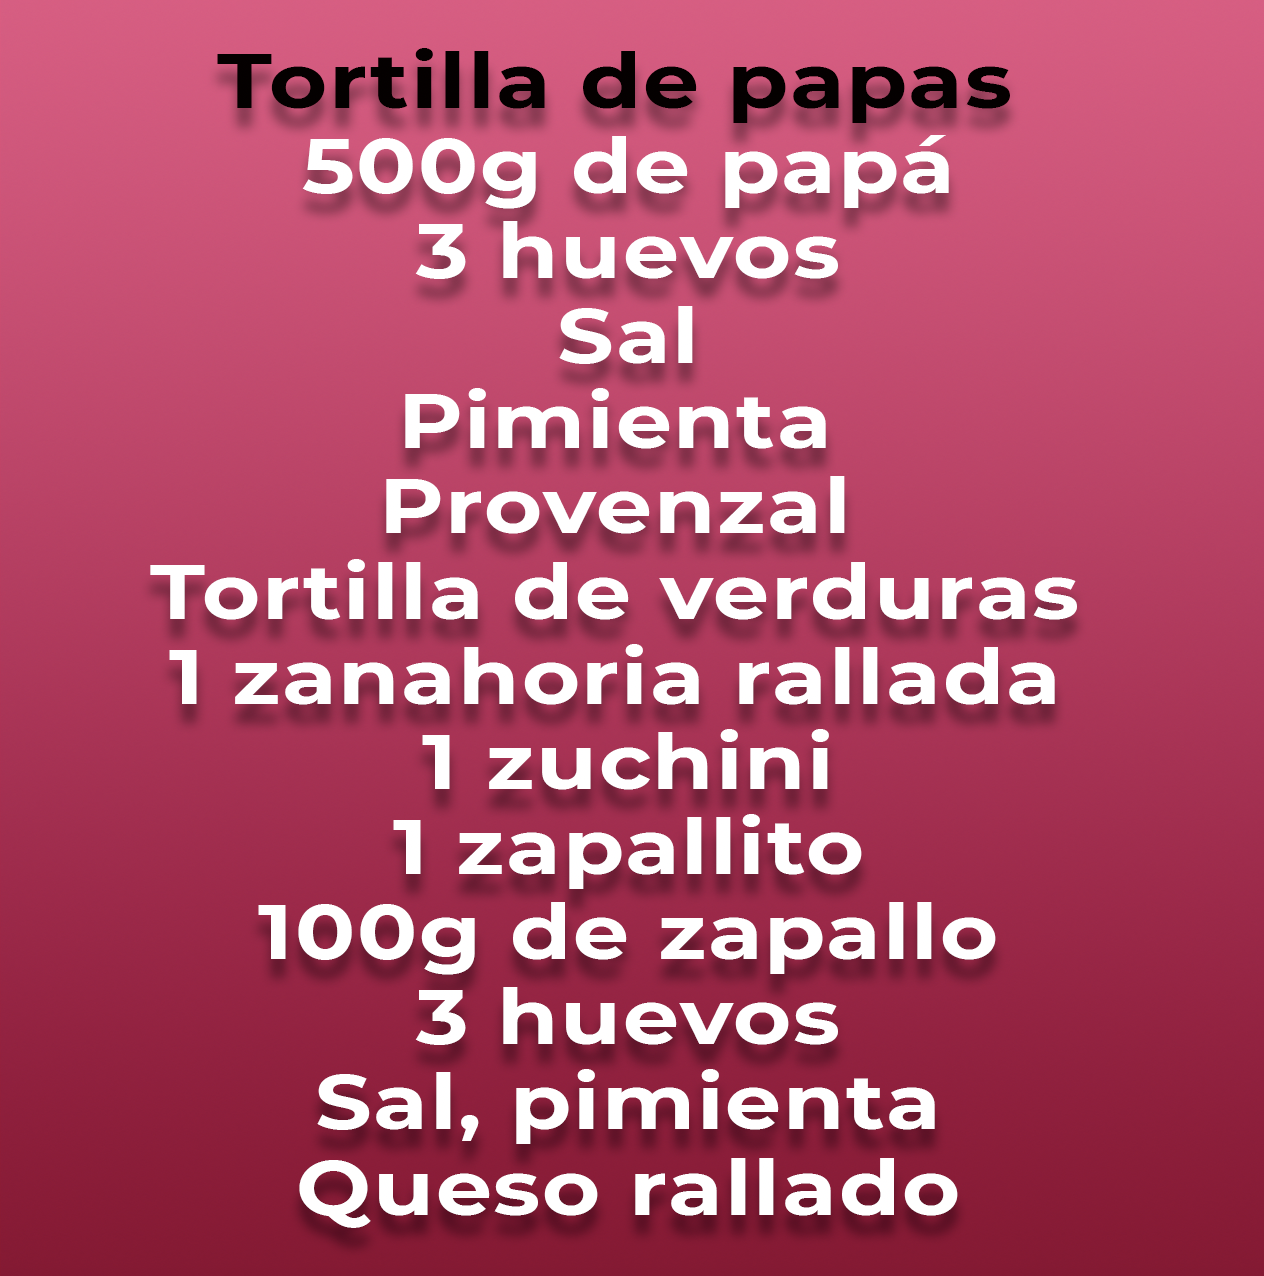 Tortilla de papas
500g de papá
3 huevos
Sal
Pimienta
Provenzal
Tortilla de verduras
1 zanahoria rallada
1 zuchini
1 zapallito
100g de zapallo
3 huevos
Sal, pimienta
Queso rallado